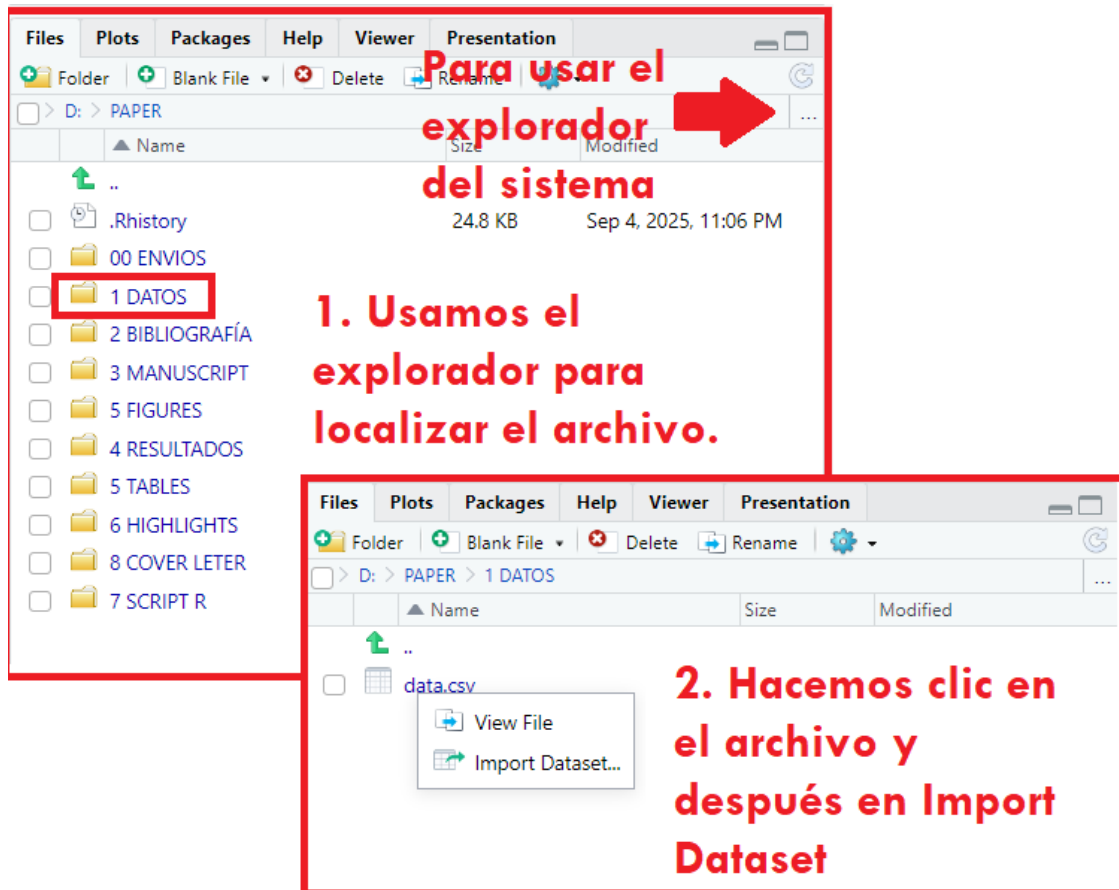 Files Plots Packages Help Viewer Presentation
Folder Blank File Delete Rename
D: > PAPER ...
Name Size Modified
Para usar el
explorador
del sistema
..
.Rhistory 24.8 KB Sep 4, 2025, 11:06 PM
00 ENVIOS
1 DATOS
2 BIBLIOGRAFÍA
3 MANUSCRIPT
5 FIGURES
4 RESULTADOS
5 TABLES
6 HIGHLIGHTS
8 COVER LETER
7 SCRIPT R
1. Usamos el
explorador para
localizar el archivo.
Files Plots Packages Help Viewer Presentation
Folder Blank File Delete Rename
D: > PAPER > 1 DATOS ...
Name Size Modified
..
data.csv
View File
Import Dataset...
2. Hacemos clic en
el archivo y
después en Import
Dataset